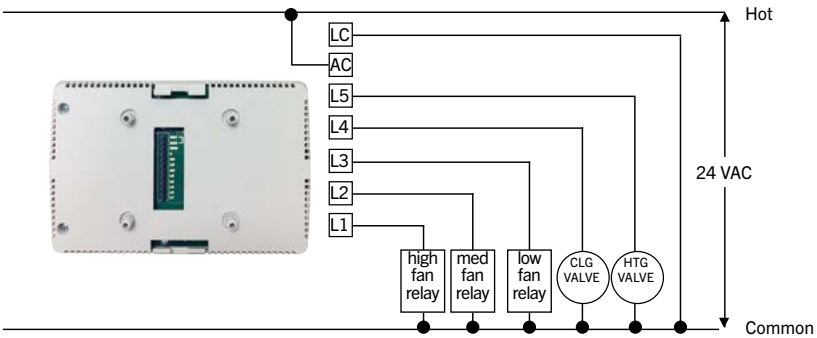 Hot
LC
AC
L5
L4
L3
L2
L1
24 VAC
high
fan
relay
med
fan
relay
low
fan
relay
CLG
VALVE
HTG
VALVE
Common